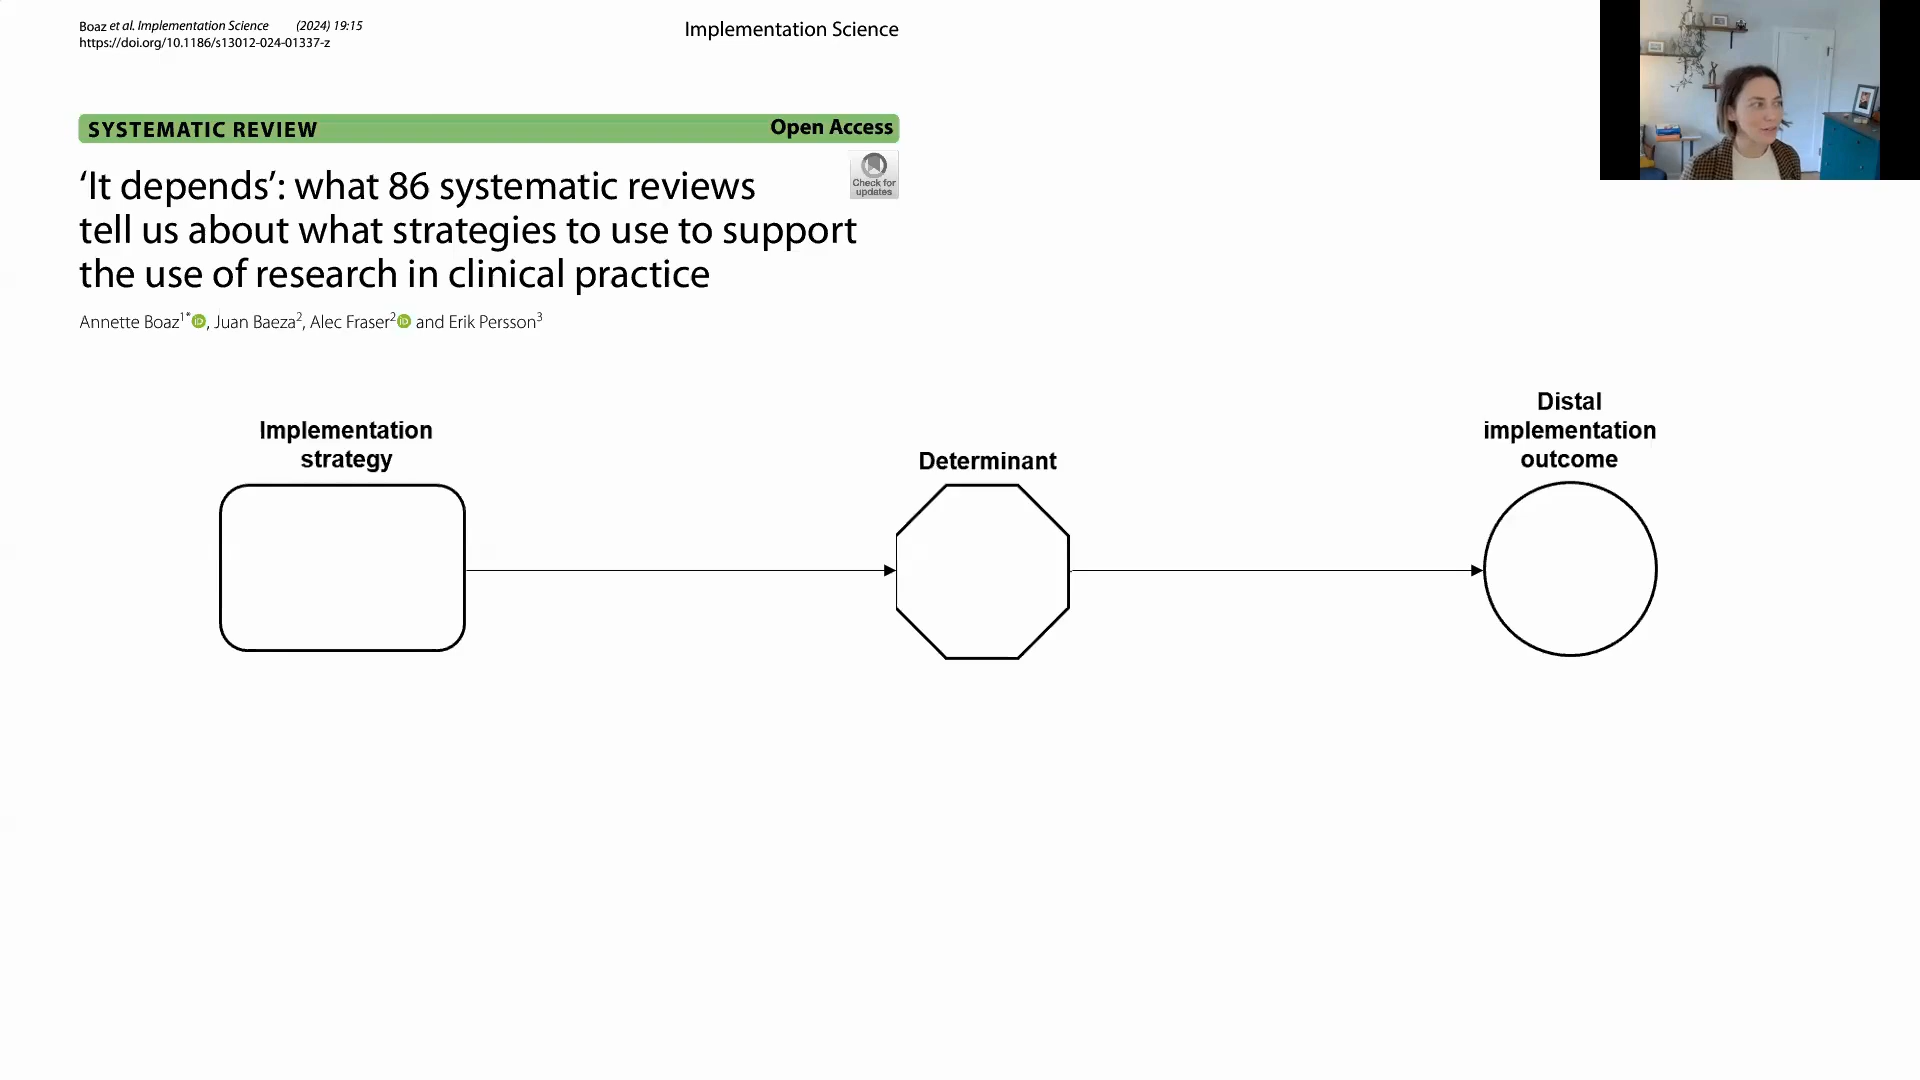 Boaz et al. Implementation Science (2024) 19:15
https://doi.org/10.1186/s13012-024-01337-z
Implementation Science
SYSTEMATIC REVIEW
Open Access
Check for
updates
‘It depends’: what 86 systematic reviews
tell us about what strategies to use to support
the use of research in clinical practice
Annette Boaz1*, Juan Baeza2, Alec Fraser2 and Erik Persson3
Implementation
strategy
Determinant
Distal
implementation
outcome